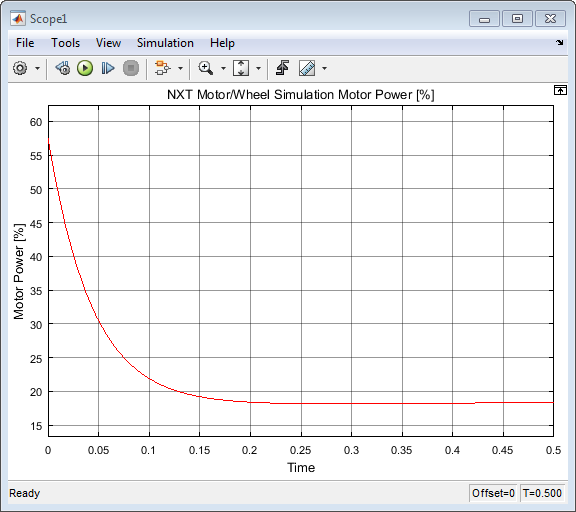 Scope1
File Tools View Simulation Help
NXT Motor/Wheel Simulation Motor Power [%]
Motor Power [%]
60
55
50
45
40
35
30
25
20
15
0 0.05 0.1 0.15 0.2 0.25 0.3 0.35 0.4 0.45 0.5
Time
Ready Offset=0 T=0.500